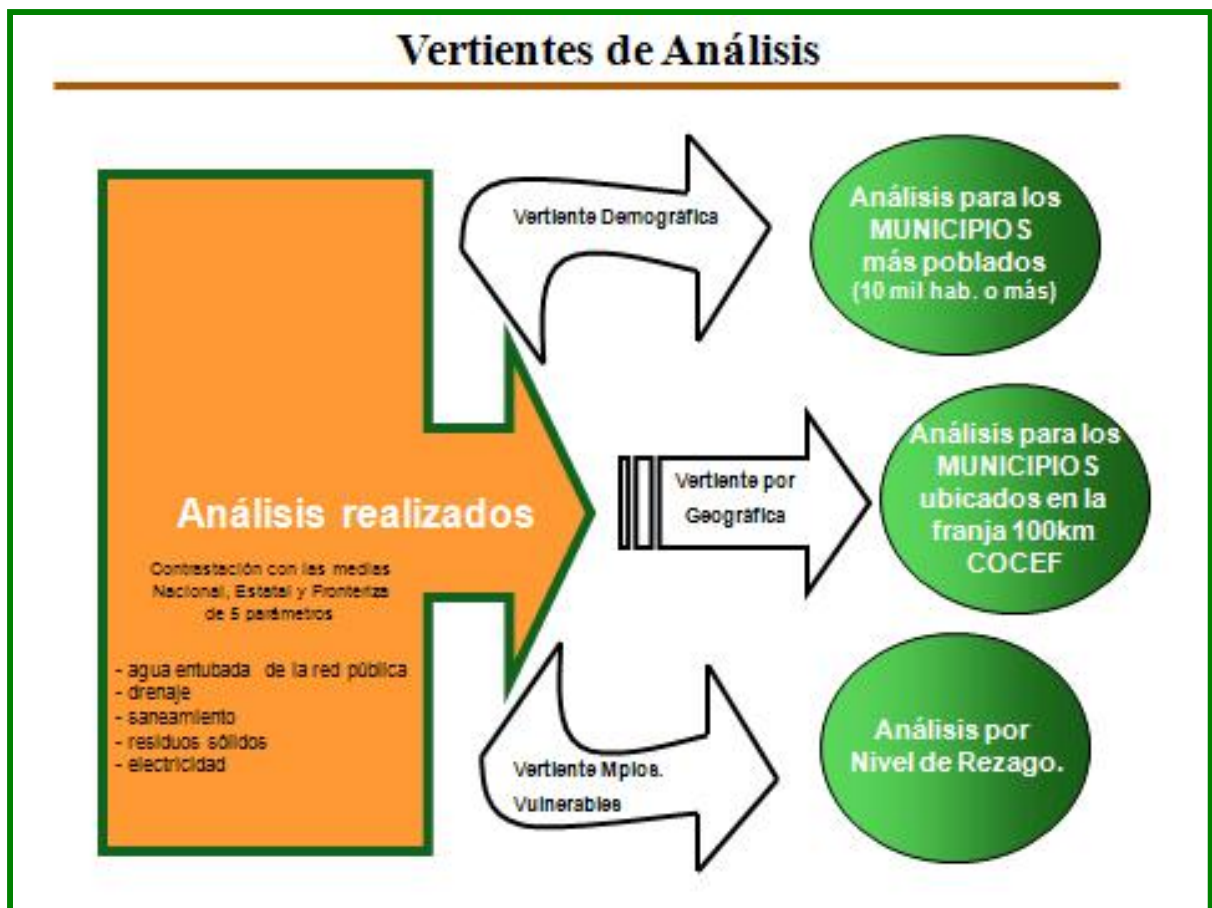 Vertientes de Análisis
Análisis realizados
Contrastación con las medias
Nacional, Estatal y Fronteriza
de 5 parámetros
- agua entubada de la red pública
- drenaje
- saneamiento
- residuos sólidos
- electricidad
Vertiente Demográfica
Análisis para los
MUNICIPIOS
más poblados
(10 mil hab. o más)
Vertiente por
Geográfica
Análisis para los
MUNICIPIOS
ubicados en la
franja 100km
COCEF
Vertiente Mpios.
Vulnerables
Análisis por
Nivel de Rezago.